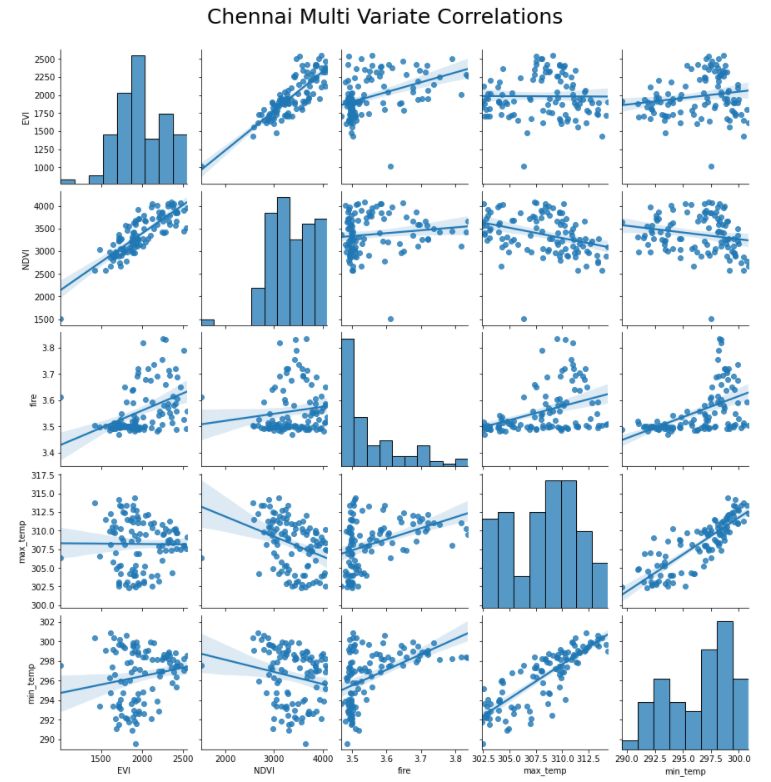 Chennai Multi Variate Correlations
2500
2250
2000
1750
1500
1250
1000
EVI
4000
3500
3000
2500
2000
1500
NDVI
3.8
3.7
3.6
3.5
3.4
fire
317.5
315.0
312.5
310.0
307.5
305.0
302.5
300.0
max_temp
302
300
298
296
294
292
290
min_temp
1500 2000 2500
2000 3000 4000
3.5 3.6 3.7 3.8
302.5 305.0 307.5 310.0 312.5
290.0 292.5 295.0 297.5 300.0
EVI NDVI fire max_temp min_temp